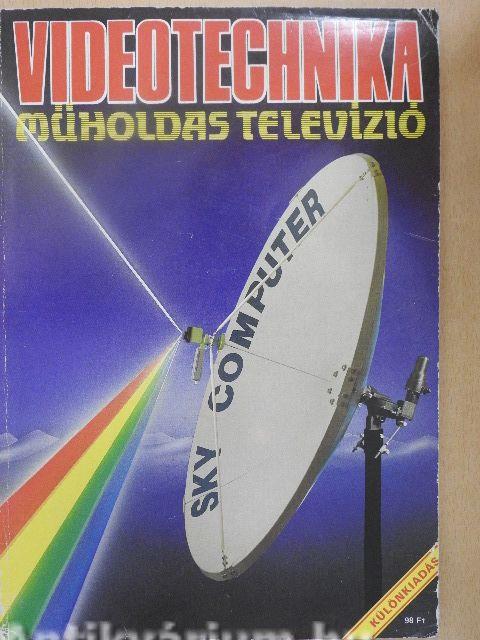 VIDEOTECHNIKA
MŰHOLDAS TELEVÍZIÓ
SKY COMPUTER
KÜLÖNKIADÁS
98 Ft